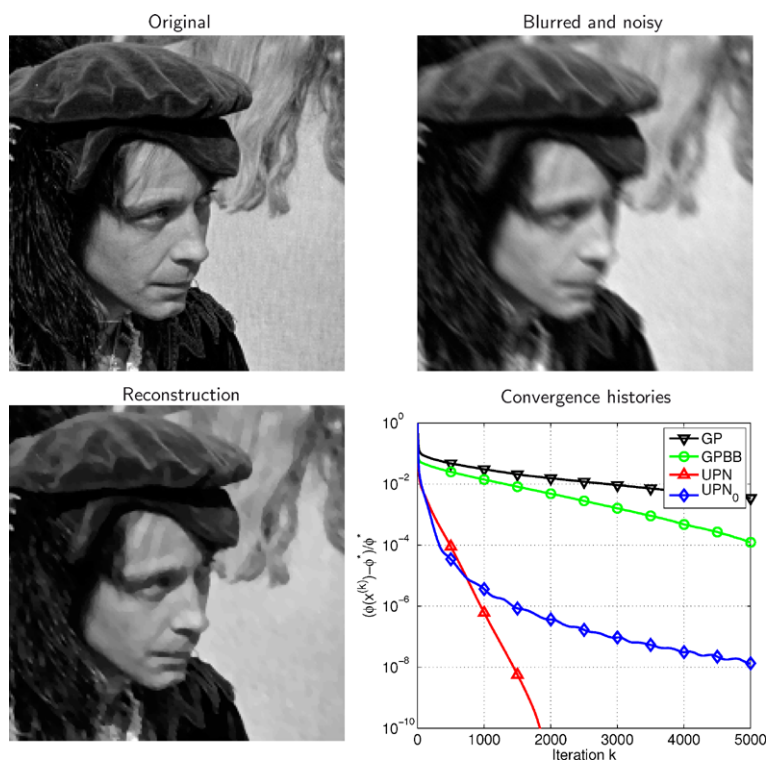 Original
Blurred and noisy
Reconstruction
Convergence histories
10^0
10^-2
10^-4
10^-6
10^-8
10^-10
(ϕ(x^(k))−ϕ^*)/ϕ^*
GP
GPBB
UPN
UPN_0
0 1000 2000 3000 4000 5000
Iteration k